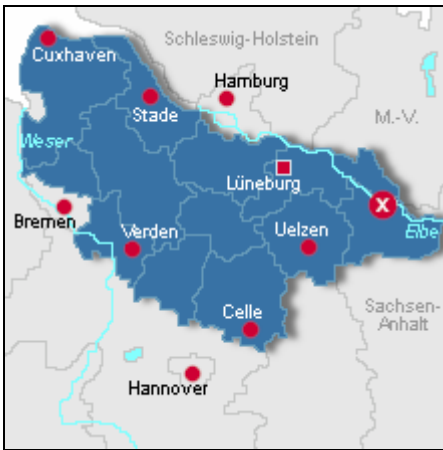 Schleswig-Holstein
Cuxhaven
Hamburg
Stade
M.-V.
Weser
Lüneburg
X
Bremen
Verden
Uelzen
Elbe
Celle
Sachsen-
Anhalt
Hannover